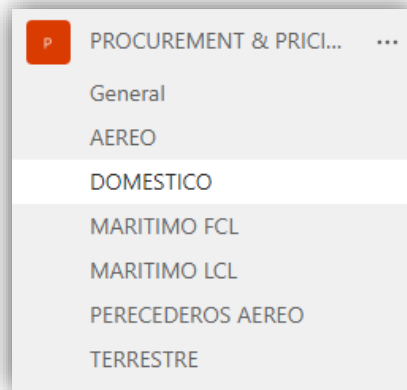 P PROCUREMENT & PRICI... ...
General
AEREO
DOMESTICO
MARITIMO FCL
MARITIMO LCL
PERECEDEROS AEREO
TERRESTRE